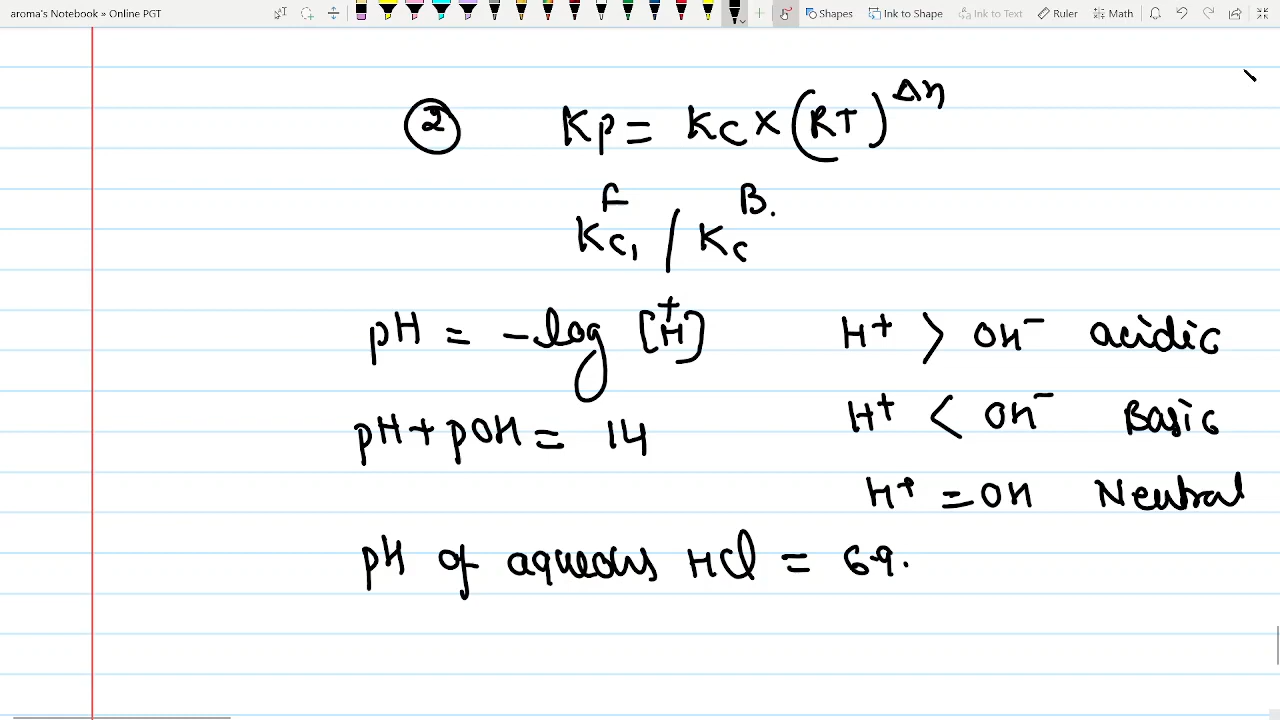 aroma's Notebook » Online PGT
Shapes Ink to Shape Ink to Text Ruler Math
② Kp = Kc × (RT)^Δη
F B.
Kc₁ / Kc
pH = -log [H⁺]
H⁺ > OH⁻ acidic
pH + pOH = 14
H⁺ < OH⁻ Basic
H⁺ = OH Neutral
pH of aqueous HCl = 6.9.